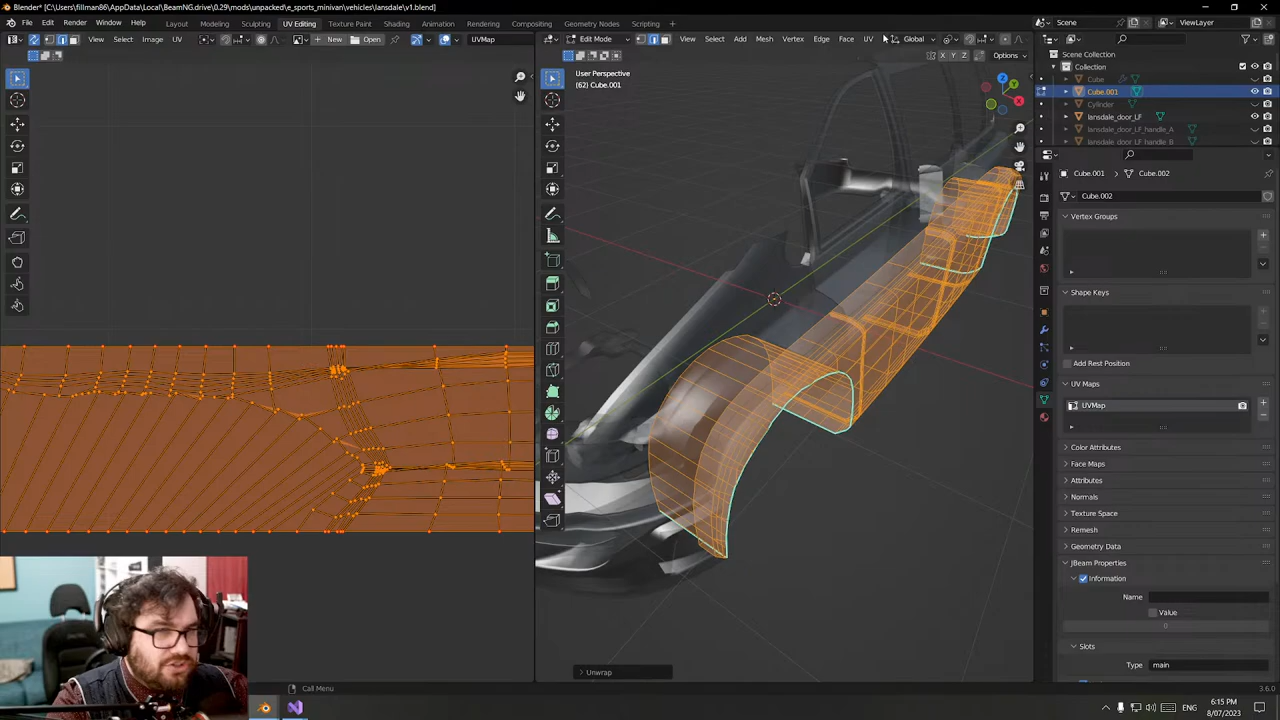 Blender* [C:\Users\fillman86\AppData\Local\BeamNG.drive\0.29\mods\unpacked\e_sports_minivan\vehicles\lansdale\v1.blend]
File Edit Render Window Help Layout Modeling Sculpting UV Editing Texture Paint Shading Animation Rendering Compositing Geometry Nodes Scripting + Scene ViewLayer
View Select Image UV New Open UVMap
Edit Mode View Select Add Mesh Vertex Edge Face UV Global
X Y Z Options
User Perspective
(62) Cube.001
Z
Y
X
Scene Collection
Collection
Cube
Cube.001
Cylinder
lansdale_door_LF
lansdale_door_LF_handle_A
lansdale_door_LF_handle_B
Cube.001 > Cube.002
Cube.002
Vertex Groups
Shape Keys
Add Rest Position
UV Maps
UVMap
Color Attributes
Face Maps
Attributes
Normals
Texture Space
Remesh
Geometry Data
JBeam Properties
Information
Name
Value
0
Slots
Type main
> Unwrap
Call Menu
3.6.0
ENG
6:15 PM
8/07/2023